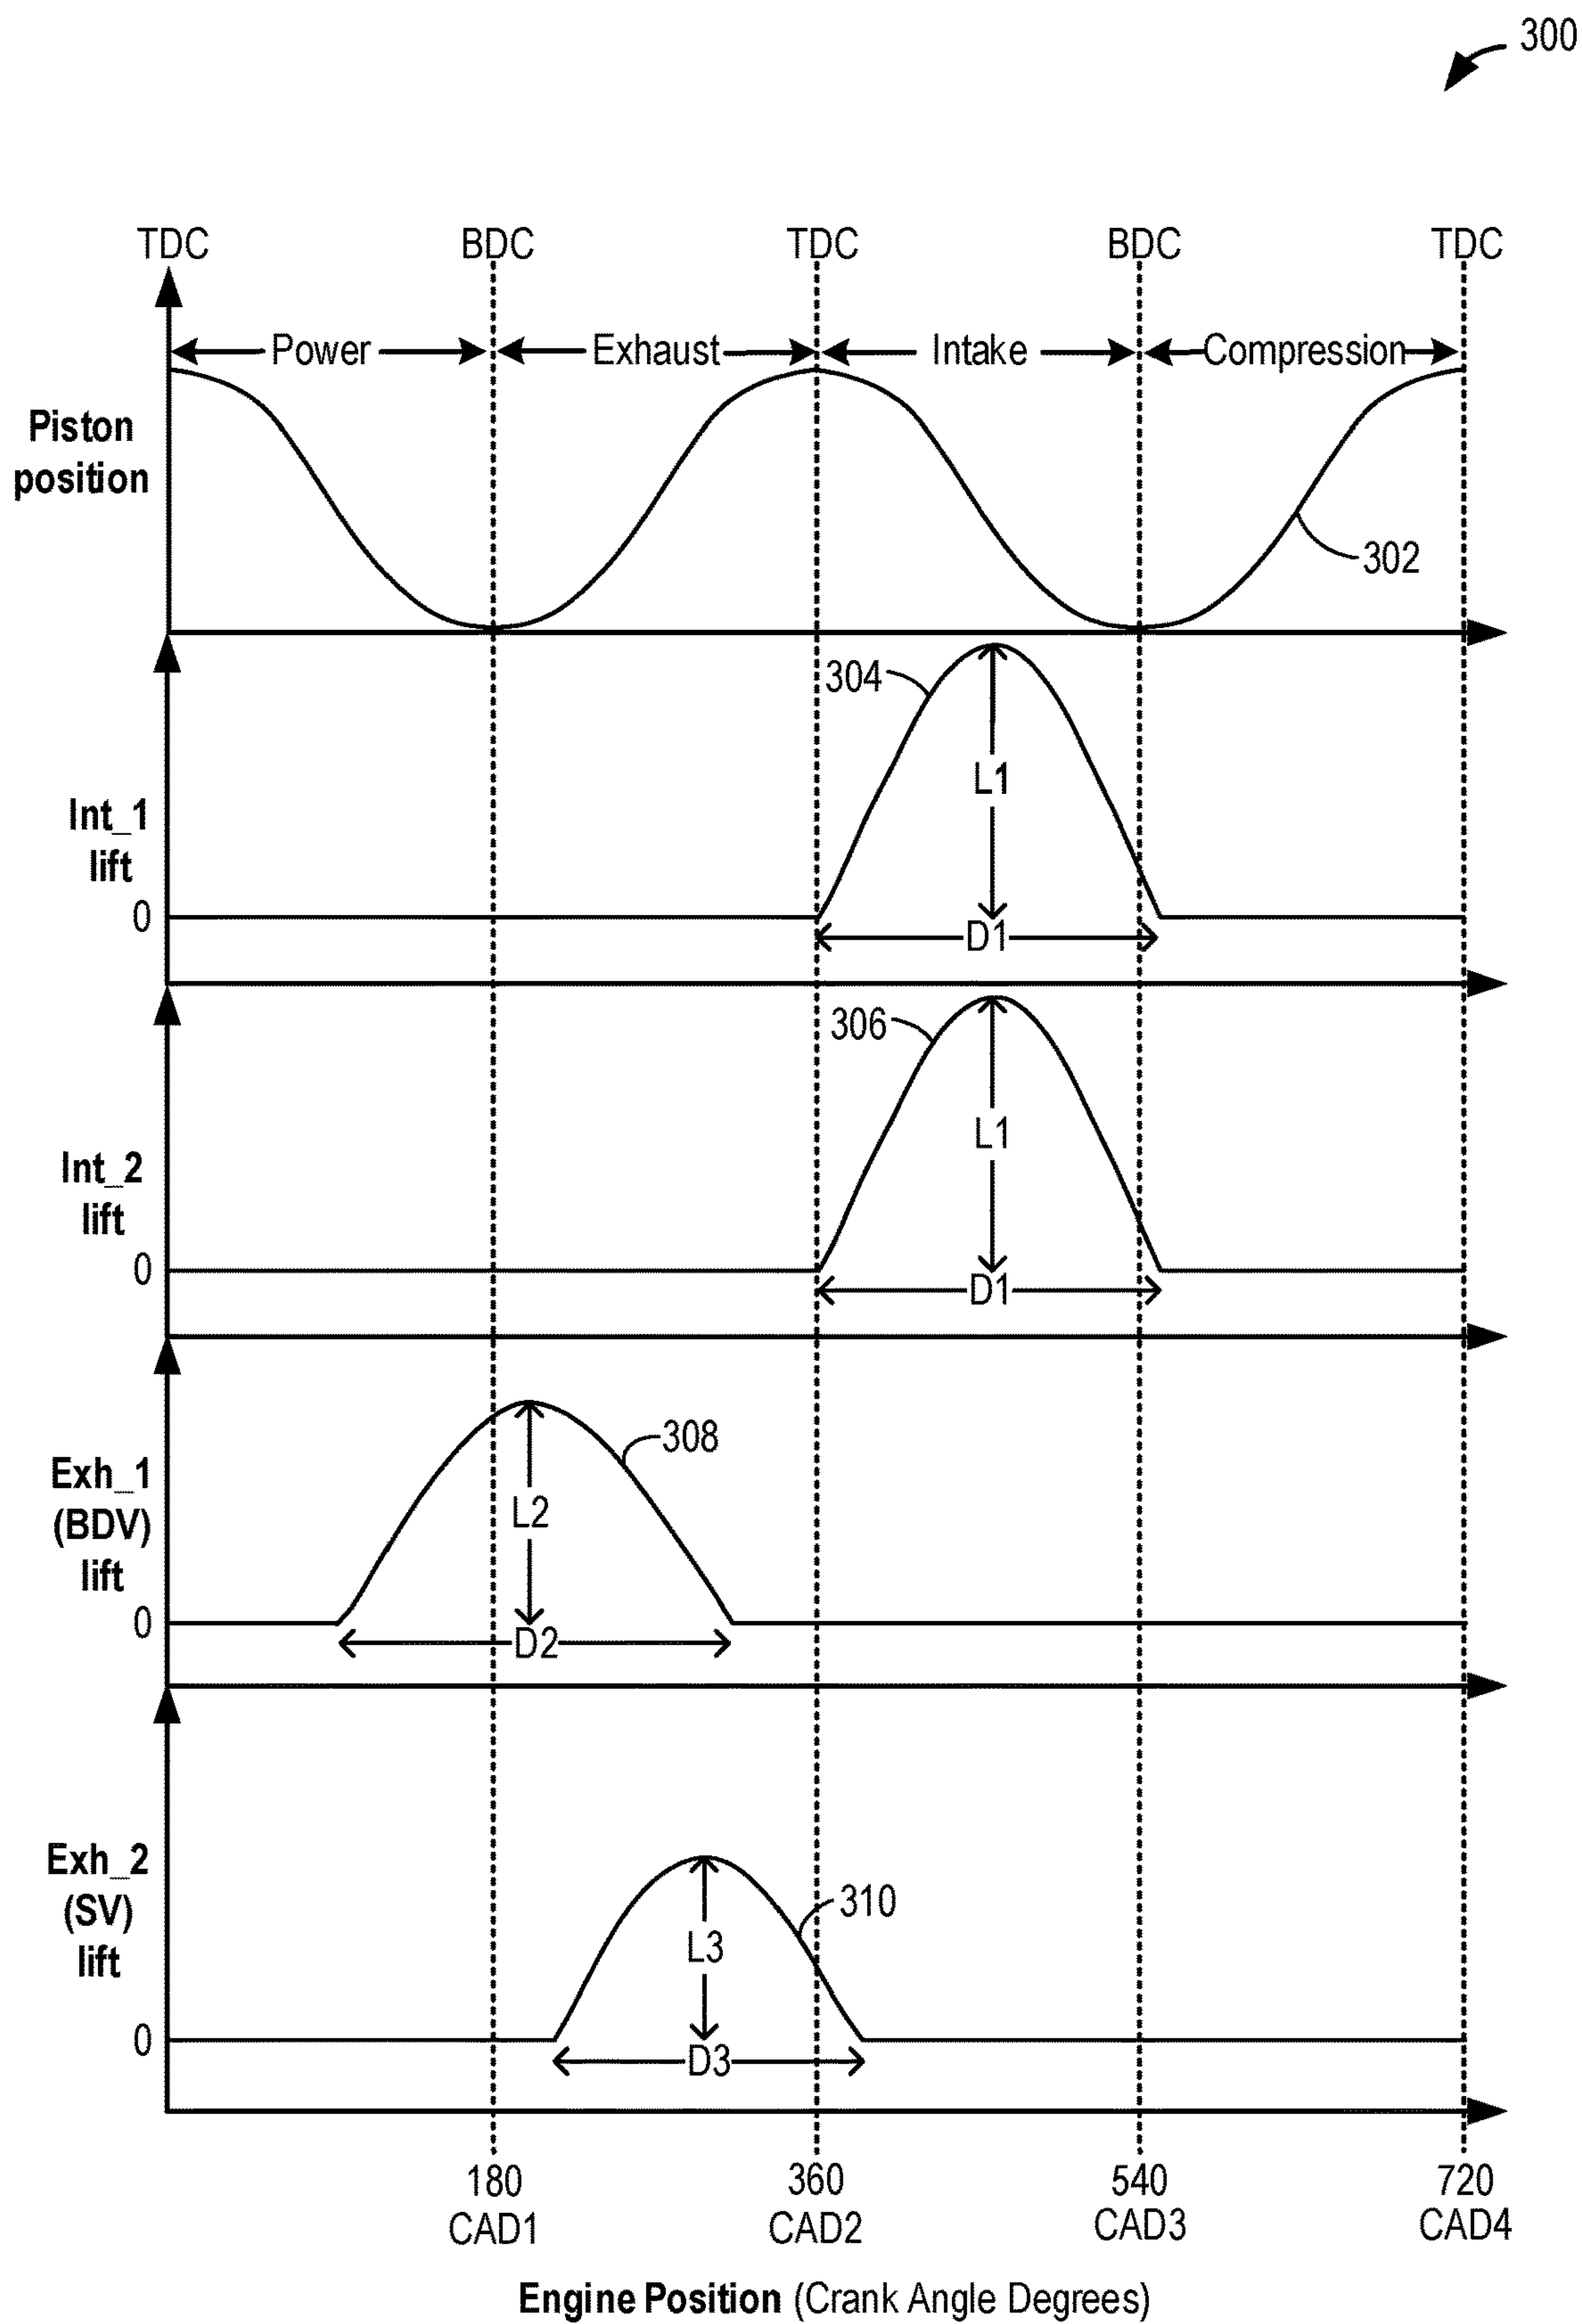 300
TDC BDC TDC BDC TDC
Power Exhaust Intake Compression
Piston
position
302
304
L1
Int_1
lift
0
D1
306
L1
Int_2
lift
0
D1
308
Exh_1
(BDV)
lift
L2
0
D2
Exh_2
(SV)
lift
310
L3
0
D3
180 360 540 720
CAD1 CAD2 CAD3 CAD4
Engine Position (Crank Angle Degrees)